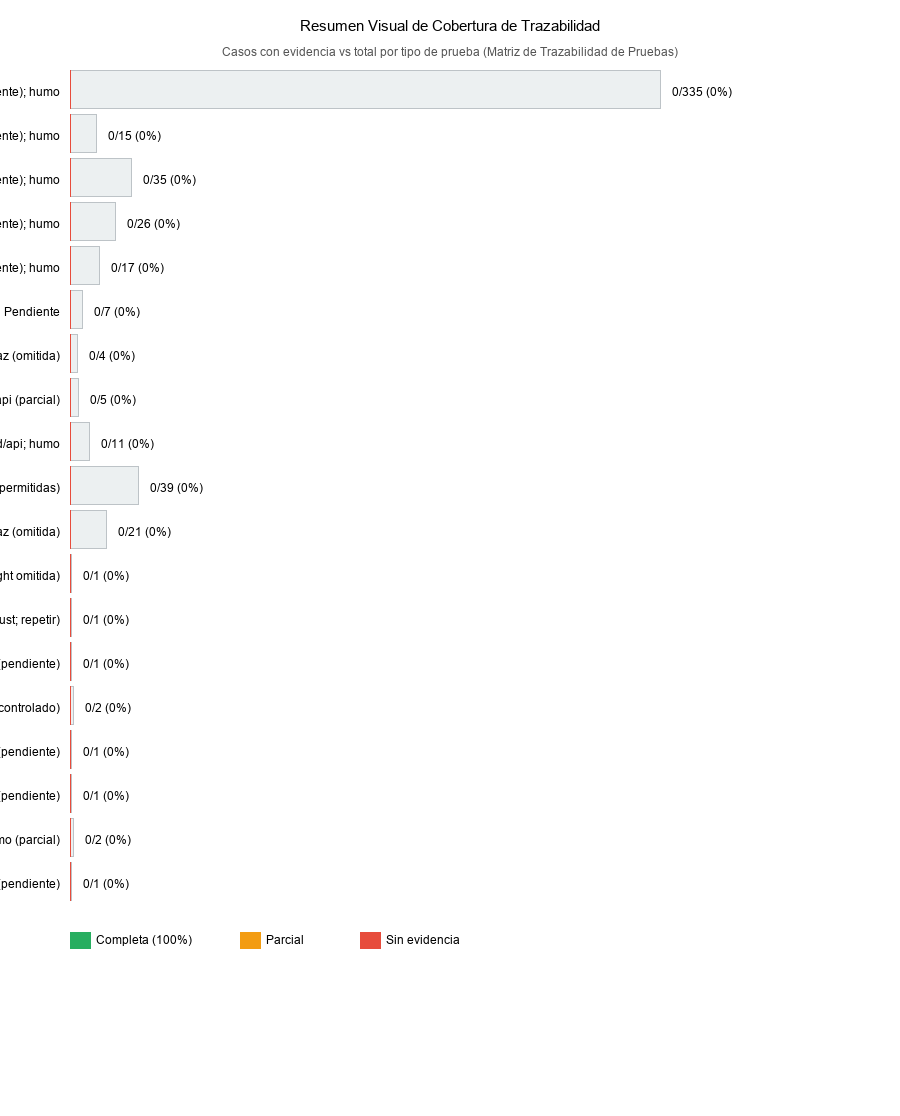 Resumen Visual de Cobertura de Trazabilidad
Casos con evidencia vs total por tipo de prueba (Matriz de Trazabilidad de Pruebas)
ente); humo 0/335 (0%)
ente); humo 0/15 (0%)
ente); humo 0/35 (0%)
ente); humo 0/26 (0%)
ente); humo 0/17 (0%)
Pendiente 0/7 (0%)
az (omitida) 0/4 (0%)
api (parcial) 0/5 (0%)
d/api; humo 0/11 (0%)
permitidas) 0/39 (0%)
az (omitida) 0/21 (0%)
ght omitida) 0/1 (0%)
ust; repetir) 0/1 (0%)
(pendiente) 0/1 (0%)
controlado) 0/2 (0%)
(pendiente) 0/1 (0%)
(pendiente) 0/1 (0%)
mo (parcial) 0/2 (0%)
(pendiente) 0/1 (0%)
Completa (100%) Parcial Sin evidencia